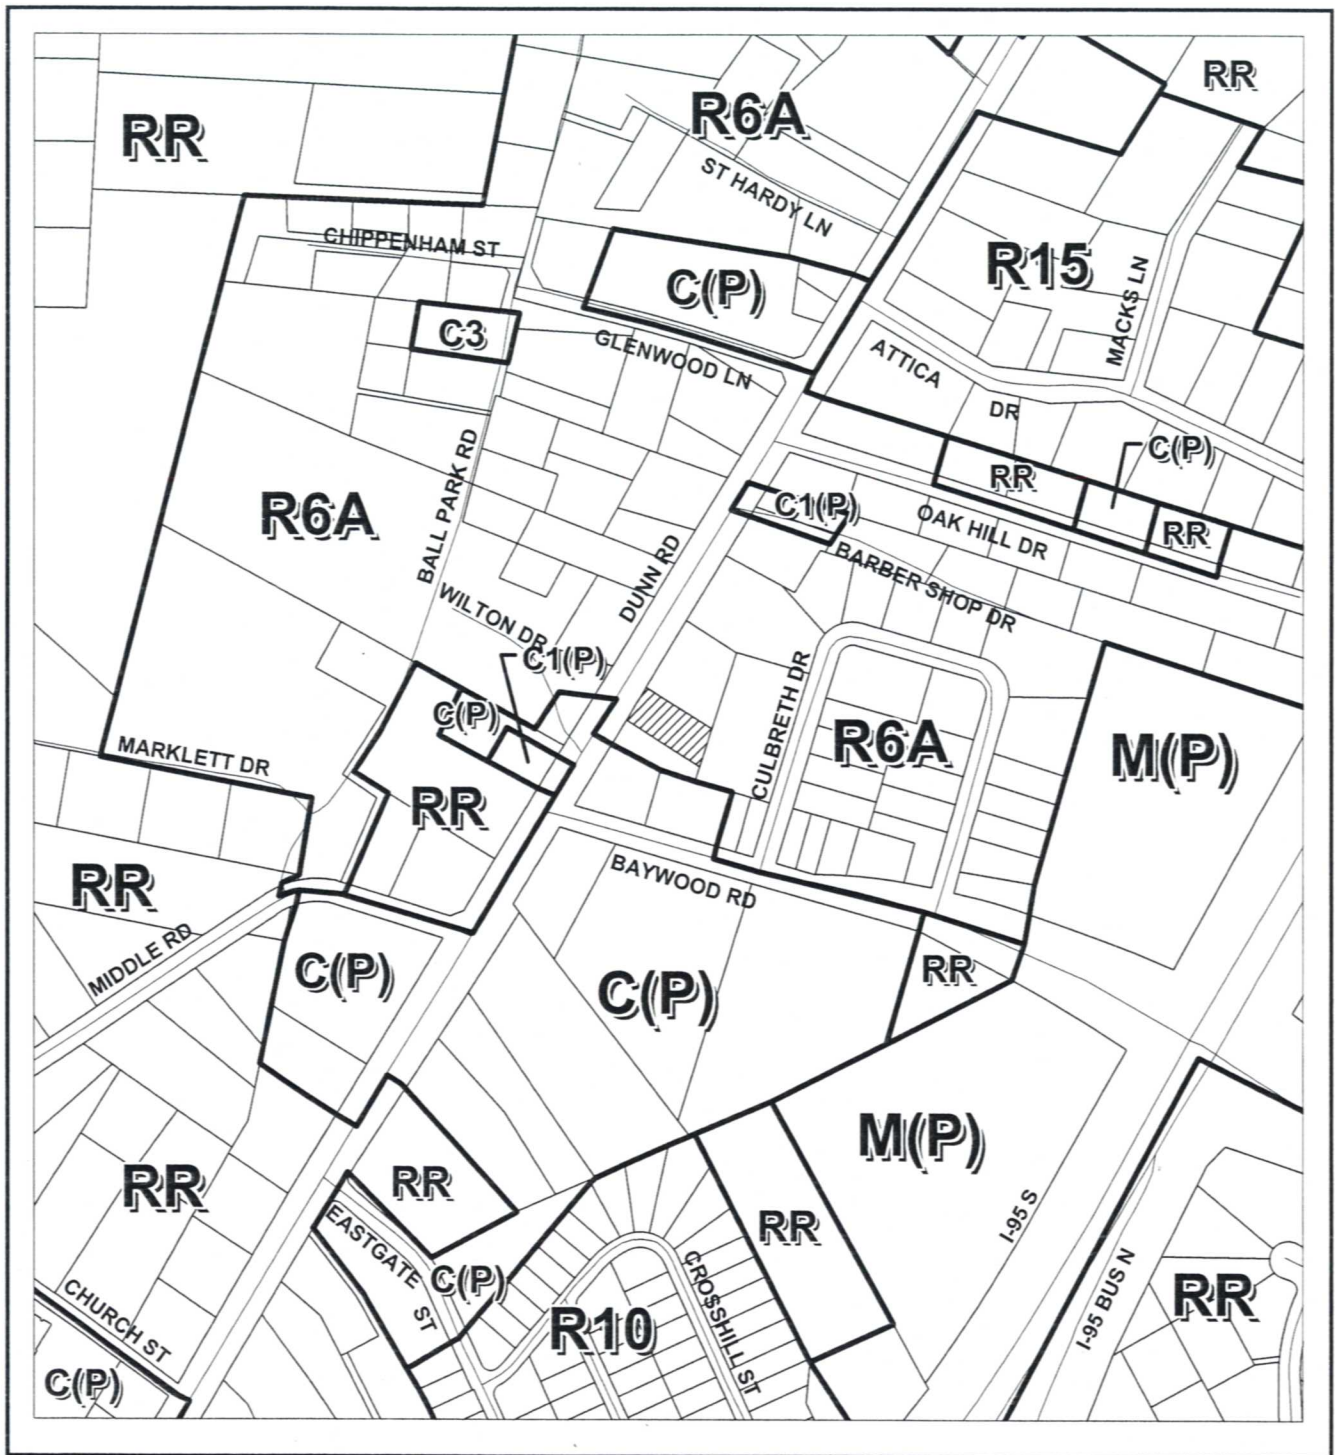 RR
R6A
RR
ST HARDY LN
CHIPPENHAM ST
R15
C(P)
MACKS LN
C3
GLENWOOD LN
ATTICA
DR
C(P)
RR
BALL PARK RD
R6A
C1(P)
OAK HILL DR
RR
DUNN RD
BARBER SHOP DR
WILTON DR
C1(P)
CULBRETH DR
C(P)
R6A
M(P)
MARKLETT DR
RR
RR
BAYWOOD RD
MIDDLE RD
C(P)
C(P)
RR
M(P)
RR
RR
RR
I-95 S
EASTGATE
ST
C(P)
CROSSHILL ST
I-95 BUS N
RR
CHURCH ST
R10
C(P)